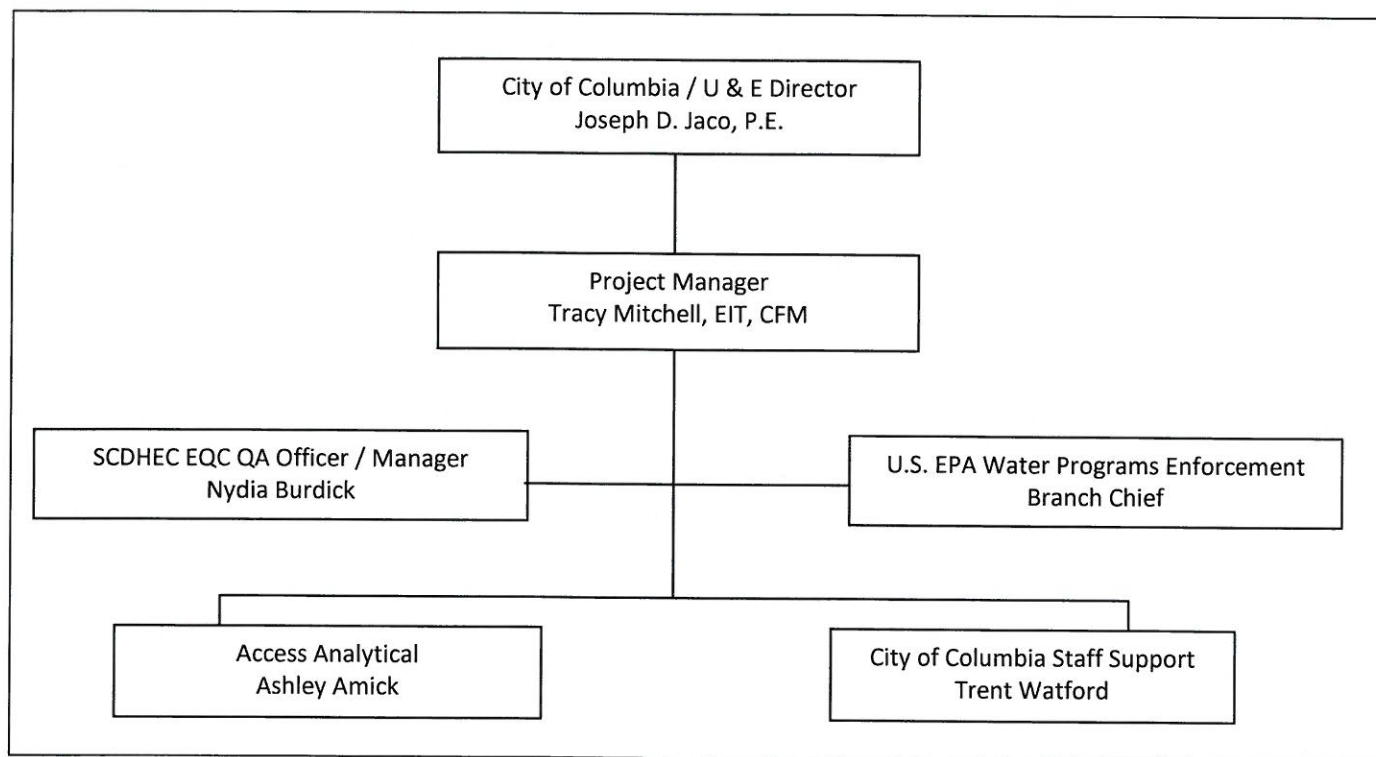 City of Columbia / U & E Director
Joseph D. Jaco, P.E.
Project Manager
Tracy Mitchell, EIT, CFM
SCDHEC EQC QA Officer / Manager
Nydia Burdick
U.S. EPA Water Programs Enforcement
Branch Chief
Access Analytical
Ashley Amick
City of Columbia Staff Support
Trent Watford